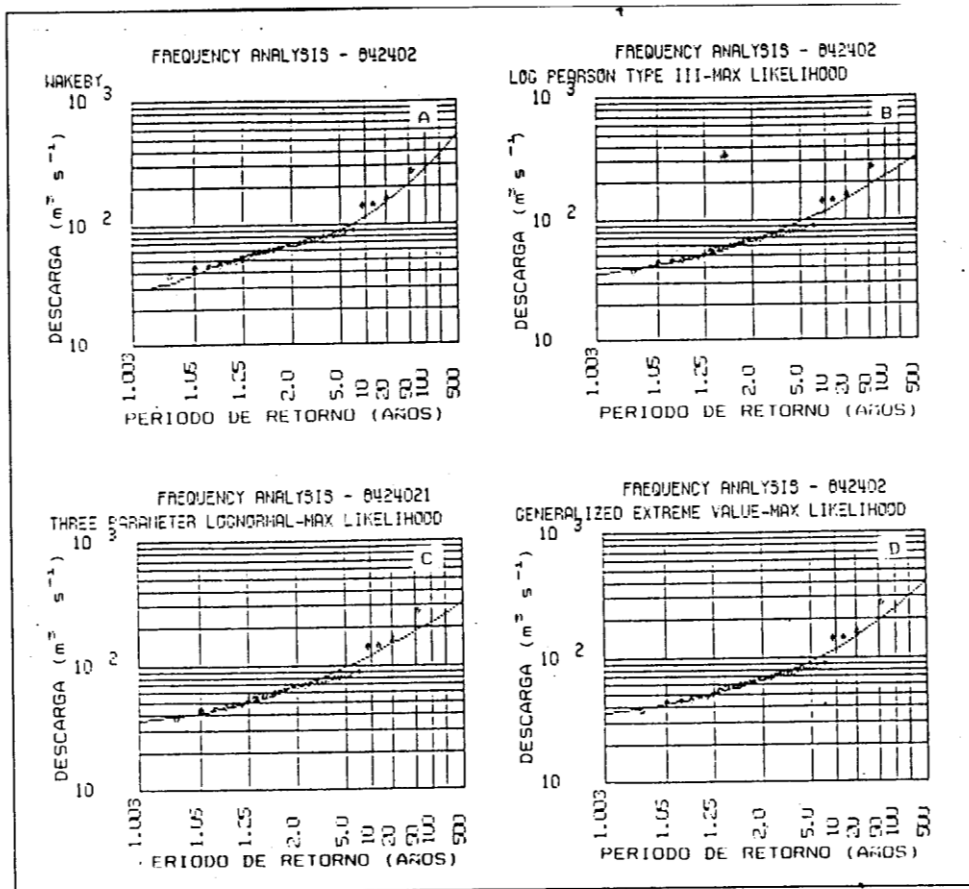 FREQUENCY ANALYSIS - 842402
WAKEBY
A
10 3
10 2
10
DESCARGA (m³ s⁻¹)
1.003 1.05 1.25 2.0 5.0 10 20 50 100 500
PERIODO DE RETORNO (AÑOS)
FREQUENCY ANALYSIS - 842402
LOG PEARSON TYPE III-MAX LIKELIHOOD
B
10 3
10 2
10
DESCARGA (m³ s⁻¹)
1.003 1.05 1.25 2.0 5.0 10 20 50 100 500
PERIODO DE RETORNO (AÑOS)
FREQUENCY ANALYSIS - 8424021
THREE PARAMETER LOGNORMAL-MAX LIKELIHOOD
C
10 3
10 2
10
DESCARGA (m³ s⁻¹)
1.003 1.05 1.25 2.0 5.0 10 20 50 100 500
ERIODO DE RETORNO (AÑOS)
FREQUENCY ANALYSIS - 842402
GENERALIZED EXTREME VALUE-MAX LIKELIHOOD
D
10 3
10 2
10
DESCARGA (m³ s⁻¹)
1.003 1.05 1.25 2.0 5.0 10 20 50 100 500
PERIODO DE RETORNO (AÑOS)